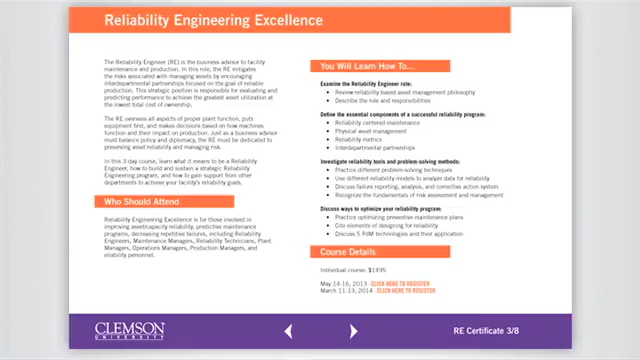 Reliability Engineering Excellence
The Reliability Engineer (RE) is the business advisor to facility
maintenance and production. In this role, the RE mitigates
the risks associated with managing assets by encouraging
interdepartmental partnerships focused on the goal of reliable
production. This strategic position is responsible for evaluating and
predicting performance to achieve the greatest asset utilization at
the lowest total cost of ownership.
The RE oversees all aspects of proper plant function, puts
equipment first, and makes decisions based on how machines
function and their impact on production. Just as a business advisor
must balance policy and diplomacy, the RE must be dedicated to
preserving asset reliability and managing risk.
In this 3 day course, learn what it means to be a Reliability
Engineer, how to build and sustain a strategic Reliability
Engineering program; and how to gain support from other
departments to achieve your facility's reliability goals.
Who Should Attend
Reliability Engineering Excellence is for those involved in
improving asset/capacity reliability, predictive maintenance
programs, decreasing repetitive failures, including Reliability
Engineers, Maintenance Managers, Reliability Technicians, Plant
Managers, Operations Managers, Production Managers, and
eliability personnel.
You Will Learn How To...
Examine the Reliability Engineer role:
• Review reliability based asset management philosophy
• Describe the role and responsibilities
Define the essential components of a successful reliability program:
• Reliability centered maintenance
• Physical asset management
• Reliability metrics
• Interdepartmental partnerships
Investigate reliability tools and problem-solving methods:
• Practice different problem-solving techniques
• Use different reliability models to analyze data for reliability
• Discuss failure reporting, analysis, and corrective action system
• Recognize the fundamentals of risk assessment and management
Discuss ways to optimize your reliability program:
• Practice optimizing preventive maintenance plans
• Cite elements of designing for reliability
• Discuss 5 PdM technologies and their application
Course Details
Individual course: $1495
May 14-16, 2013 CLICK HERE TO REGISTER
March 11-13, 2014 CLICK HERE TO REGISTER
CLEMSON
UNIVERSITY
RE Certificate 3/8